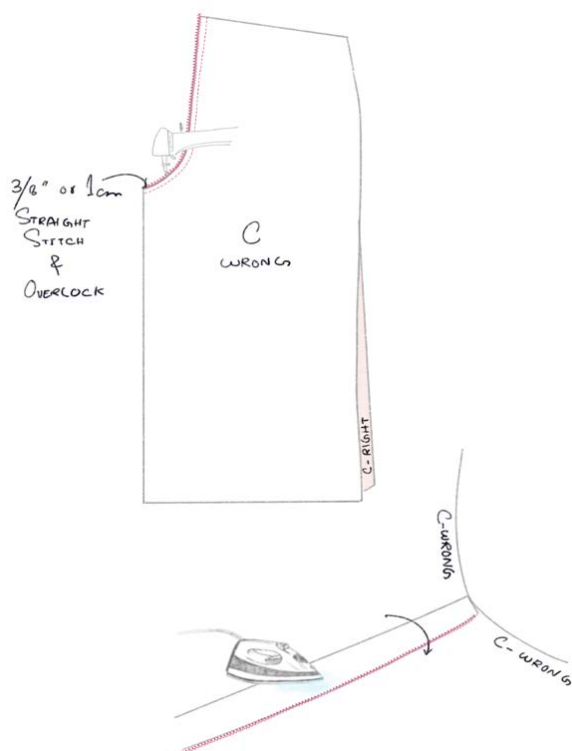 3/8" or 1cm
STRAIGHT
STITCH
&
OVERLOCK
C
WRONG
C-RIGHT
C-WRONG
C-WRONG